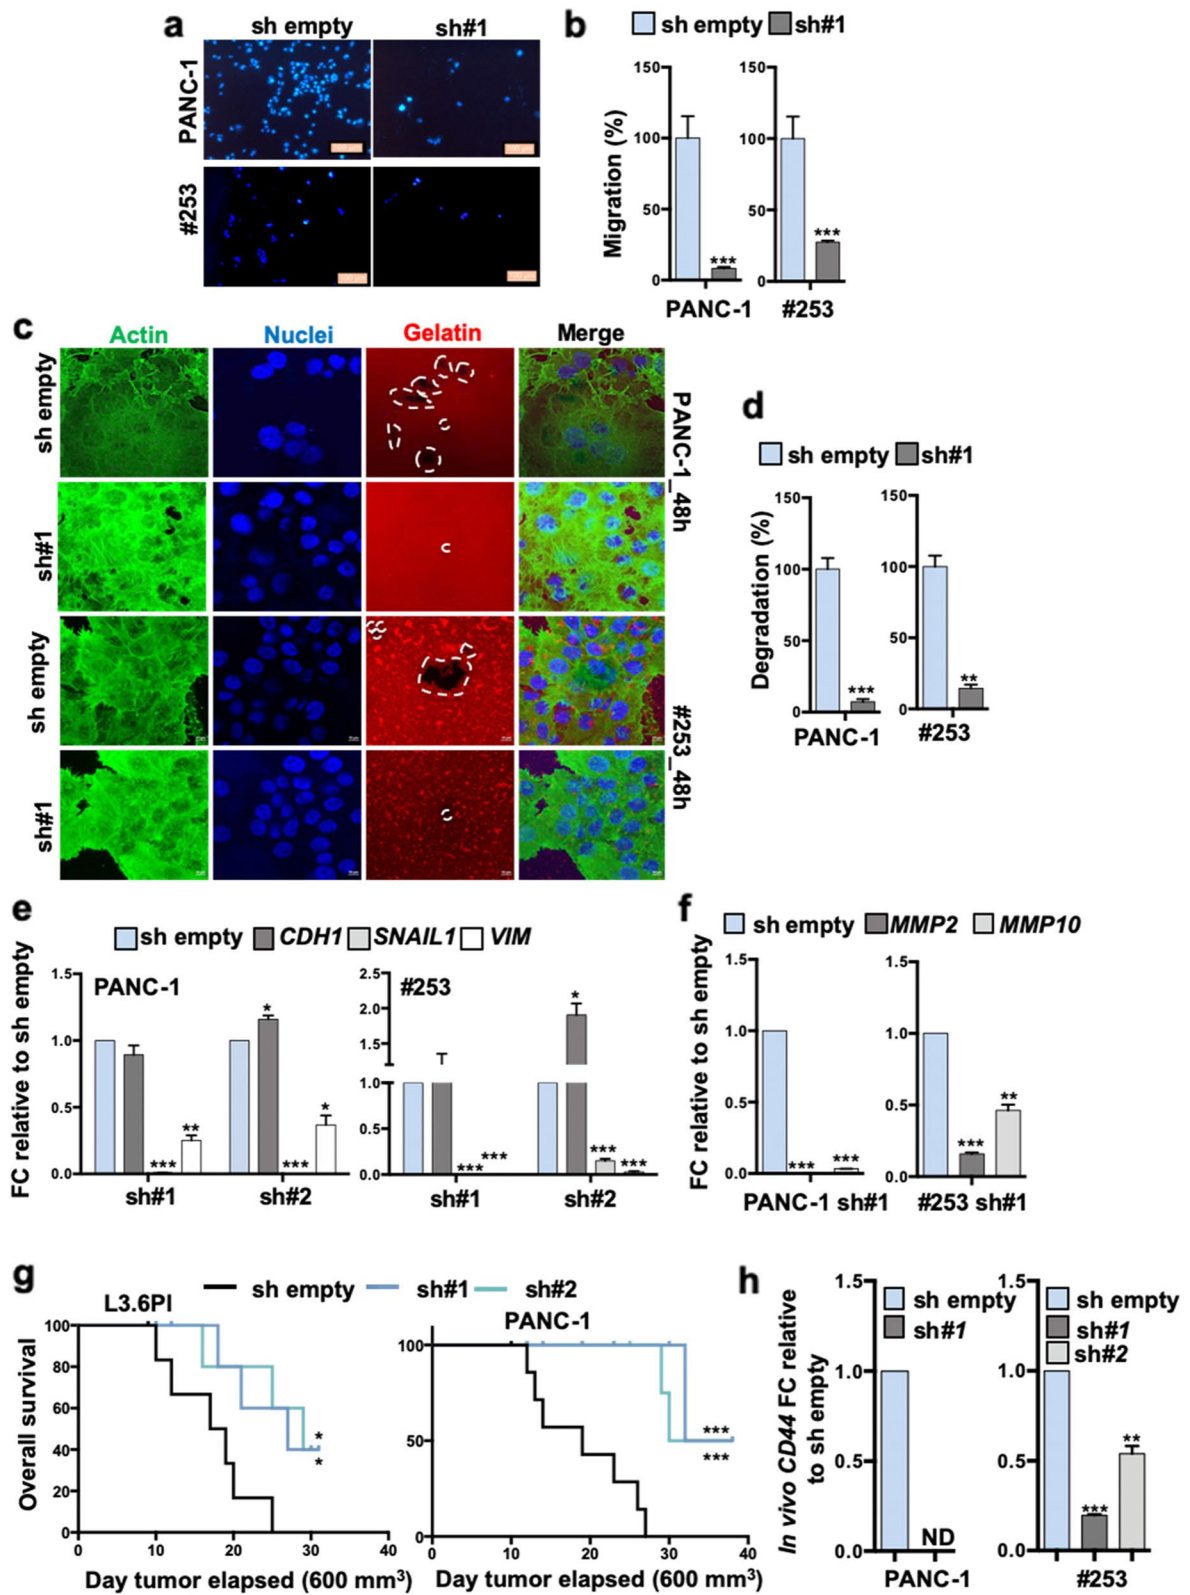 a
sh empty
sh#1
PANC-1
#253
100 µm
100 µm
100 µm
100 µm
b
sh empty
sh#1
Migration (%)
150
100
50
0
PANC-1
***
150
100
50
0
#253
***
c
Actin
Nuclei
Gelatin
Merge
sh empty
sh#1
sh empty
sh#1
PANC-1_48h
#253_48h
d
sh empty
sh#1
Degradation (%)
150
100
50
0
***
PANC-1
150
100
50
0
**
#253
e
sh empty
CDH1
SNAIL1
VIM
FC relative to sh empty
PANC-1
1.5
1.0
0.5
0.0
***
**
*
***
*
sh#1
sh#2
#253
2.5
2.0
1.5
1.0
0.5
0.0
***
***
*
***
***
sh#1
sh#2
f
sh empty
MMP2
MMP10
FC relative to sh empty
1.5
1.0
0.5
0.0
***
***
PANC-1 sh#1
1.5
1.0
0.5
0.0
***
**
#253 sh#1
g
sh empty
sh#1
sh#2
L3.6PI
Overall survival
100
80
60
40
20
0
*
*
0
10
20
30
40
Day tumor elapsed (600 mm³)
PANC-1
100
50
0
***
***
0
10
20
30
40
Day tumor elapsed (600 mm³)
h
In vivo CD44 FC relative
to sh empty
1.5
1.0
0.5
0.0
sh empty
sh#1
ND
PANC-1
1.5
1.0
0.5
0.0
sh empty
sh#1
sh#2
***
**
#253